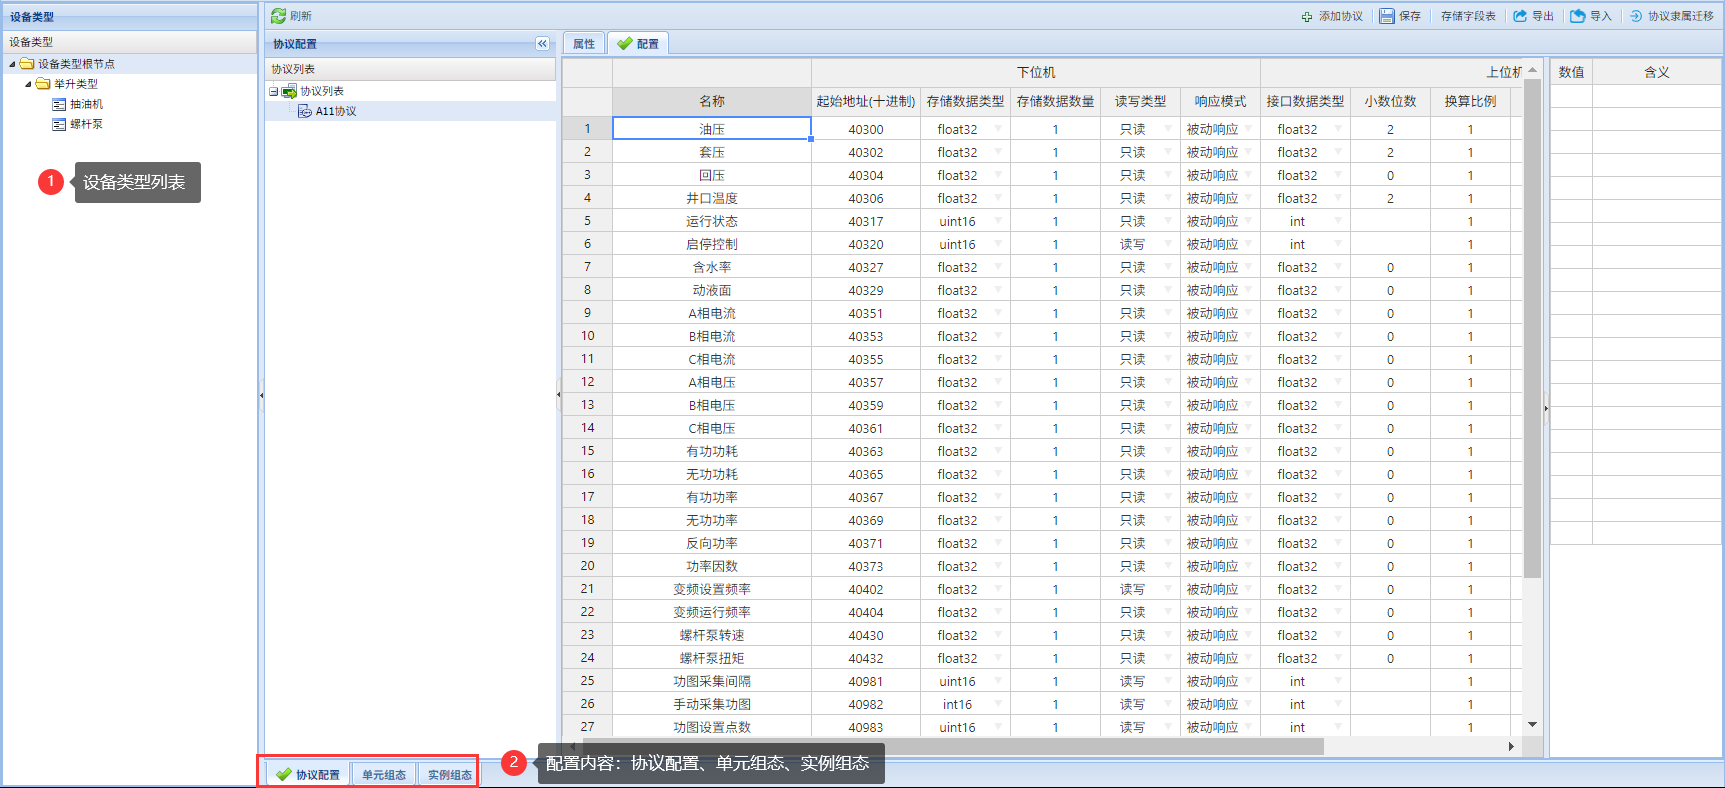 设备类型
设备类型
设备类型根节点
举升类型
抽油机
螺杆泵
1 设备类型列表
刷新 添加协议 保存 存储字段表 导出 导入 协议隶属迁移
协议配置
协议列表
协议列表
A11协议
属性 配置
下位机 上位机
名称 起始地址(十进制) 存储数据类型 存储数据数量 读写类型 响应模式 接口数据类型 小数位数 换算比例
1 油压 40300 float32 1 只读 被动响应 float32 2 1
2 套压 40302 float32 1 只读 被动响应 float32 2 1
3 回压 40304 float32 1 只读 被动响应 float32 0 1
4 井口温度 40306 float32 1 只读 被动响应 float32 2 1
5 运行状态 40317 uint16 1 只读 被动响应 int 1
6 启停控制 40320 uint16 1 读写 被动响应 int 1
7 含水率 40327 float32 1 只读 被动响应 float32 0 1
8 动液面 40329 float32 1 只读 被动响应 float32 0 1
9 A相电流 40351 float32 1 只读 被动响应 float32 0 1
10 B相电流 40353 float32 1 只读 被动响应 float32 0 1
11 C相电流 40355 float32 1 只读 被动响应 float32 0 1
12 A相电压 40357 float32 1 只读 被动响应 float32 0 1
13 B相电压 40359 float32 1 只读 被动响应 float32 0 1
14 C相电压 40361 float32 1 只读 被动响应 float32 0 1
15 有功功耗 40363 float32 1 只读 被动响应 float32 0 1
16 无功功耗 40365 float32 1 只读 被动响应 float32 0 1
17 有功功率 40367 float32 1 只读 被动响应 float32 0 1
18 无功功率 40369 float32 1 只读 被动响应 float32 0 1
19 反向功率 40371 float32 1 只读 被动响应 float32 0 1
20 功率因数 40373 float32 1 只读 被动响应 float32 0 1
21 变频设置频率 40402 float32 1 读写 被动响应 float32 0 1
22 变频运行频率 40404 float32 1 只读 被动响应 float32 0 1
23 螺杆泵转速 40430 float32 1 只读 被动响应 float32 0 1
24 螺杆泵扭矩 40432 float32 1 只读 被动响应 float32 0 1
25 功图采集间隔 40981 uint16 1 读写 被动响应 int 1
26 手动采集功图 40982 int16 1 读写 被动响应 int 1
27 功图设置点数 40983 uint16 1 读写 被动响应 int 1
数值 含义
协议配置 单元组态 实例组态
2 配置内容：协议配置、单元组态、实例组态